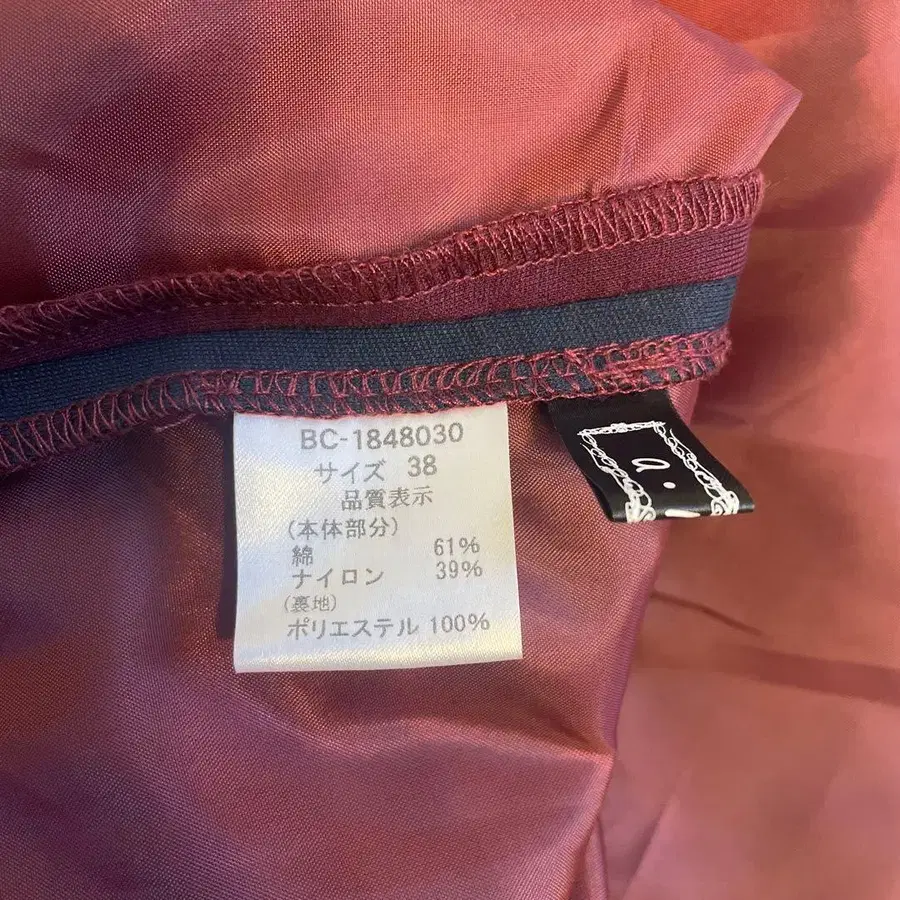 BC-1848030
サイズ 38
品質表示
(本体部分)
綿 61%
ナイロン 39%
(裏地)
ポリエステル 100%
a.